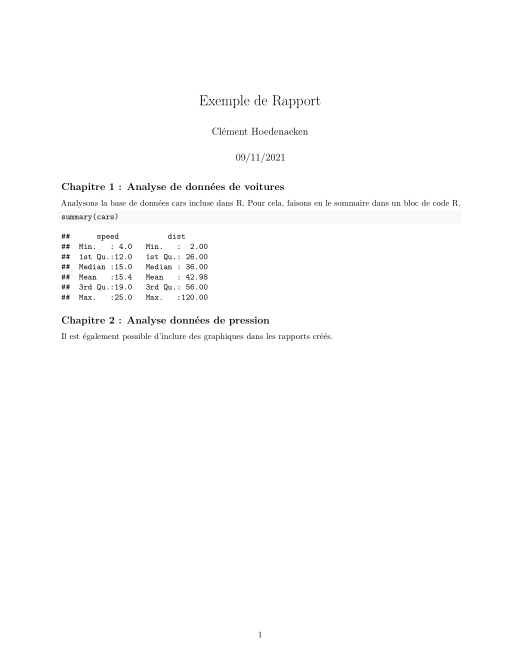 Exemple de Rapport
Clément Hoedenaeken
09/11/2021
Chapitre 1 : Analyse de données de voitures
Analysons la base de données cars incluse dans R. Pour cela, faisons en le sommaire dans un bloc de code R.
summary(cars)
##      speed           dist
## Min.   : 4.0   Min.   :  2.00
## 1st Qu.:12.0   1st Qu.: 26.00
## Median :15.0   Median : 36.00
## Mean   :15.4   Mean   : 42.98
## 3rd Qu.:19.0   3rd Qu.: 56.00
## Max.   :25.0   Max.   :120.00
Chapitre 2 : Analyse données de pression
Il est également possible d'inclure des graphiques dans les rapports créés.
1